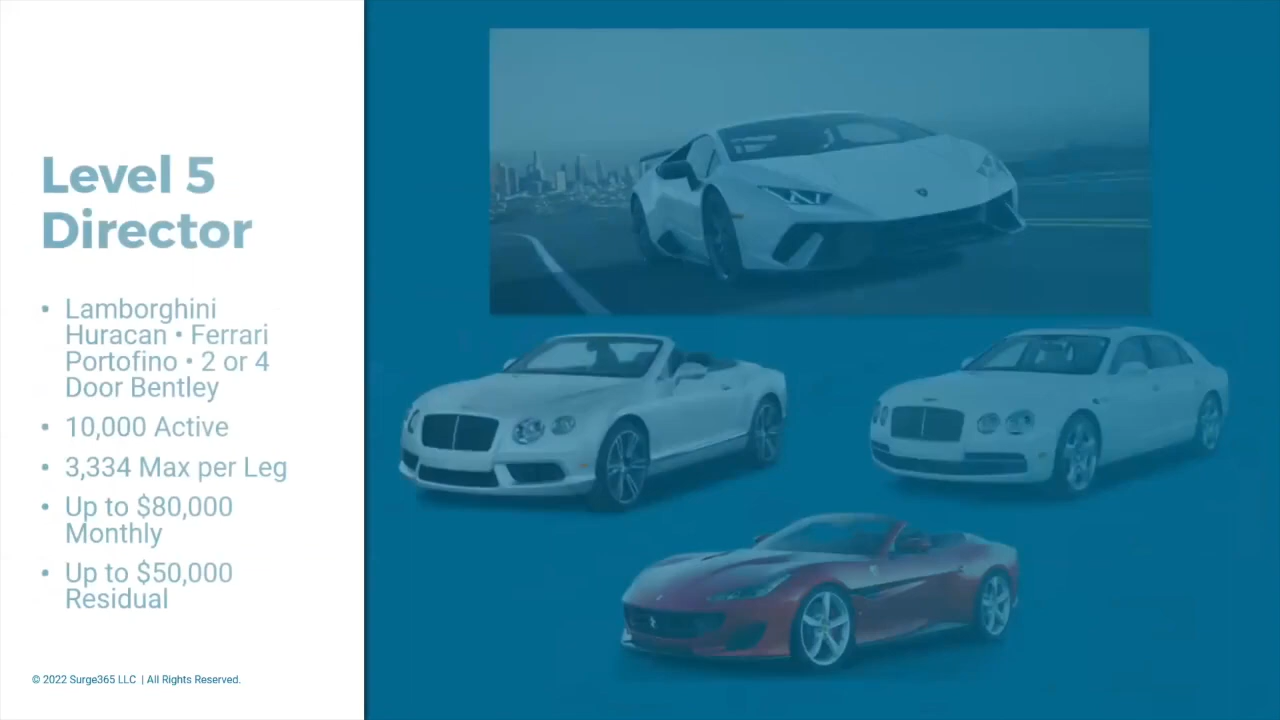 Level 5
Director
• Lamborghini
Huracan • Ferrari
Portofino • 2 or 4
Door Bentley
• 10,000 Active
• 3,334 Max per Leg
• Up to $80,000
Monthly
• Up to $50,000
Residual
© 2022 Surge365 LLC | All Rights Reserved.